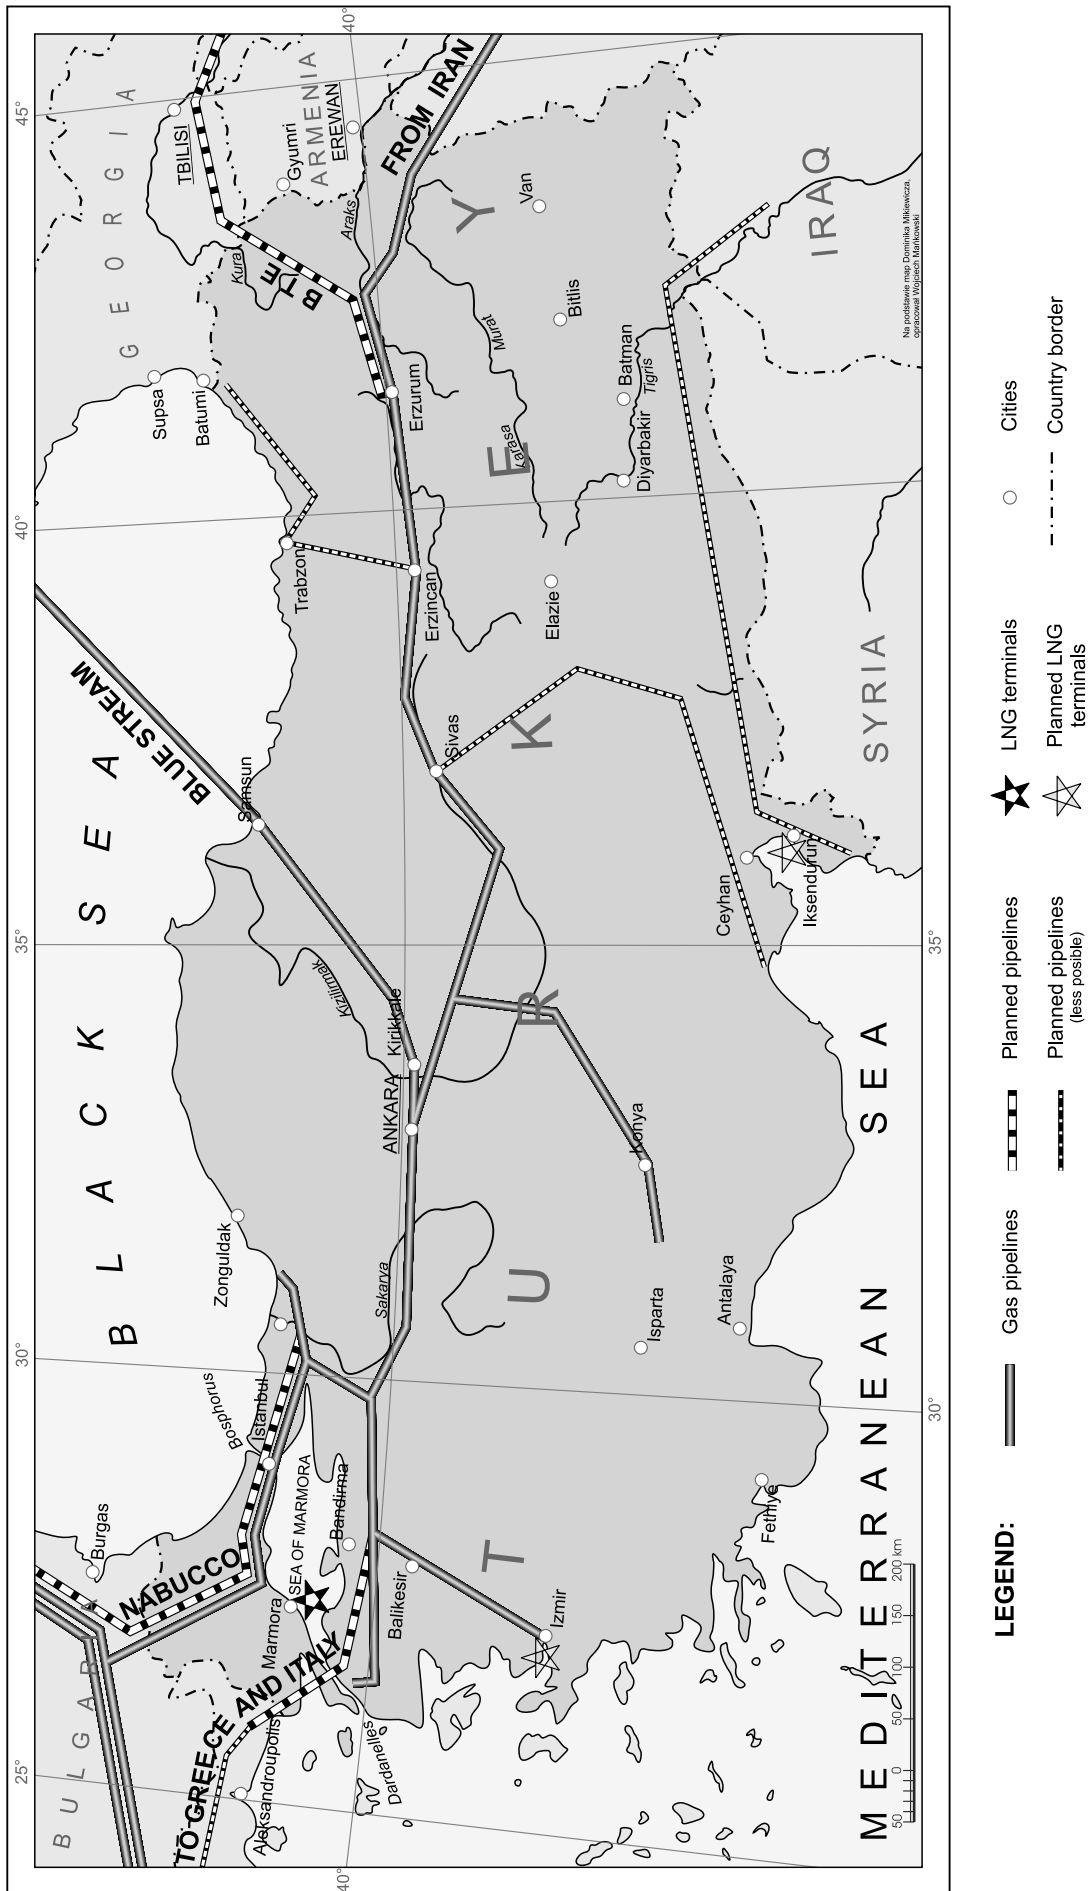 25°
30°
35°
40°
45°
40°
40°
30°
35°
BLACK SEA
BLUE STREAM
GEORGIA
TBILISI
ARMENIA
Gyumri
EREWAN
Supsa
Batumi
Kura
BTE
Araks
FROM IRAN
Trabzon
Samsun
Zonguldak
Bosphorus
Istanbul
Burgas
BULGARIA
NABUCCO
SEA OF MARMORA
Marmora
Bandirma
TO GREECE AND ITALY
Aleksandroupolis
Dardanelles
Balikesir
Izmir
Sakarya
ANKARA
Kirikkale
Kizilirmak
Sivas
Erzincan
Erzurum
Murat
Larasa
Van
Bitlis
Batman
Tigris
Diyarbakir
Elazie
TURKEY
Konya
Isparta
Antalaya
Fethiye
Ceyhan
Iksendurun
SYRIA
IRAQ
MEDITERRANEAN SEA
50 0 50 100 150 200 km
Na podstawie map Dominika Mikiewicza,
opracował Wojciech Mańkowski
LEGEND:
Gas pipelines
Planned pipelines
Planned pipelines
(less posible)
LNG terminals
Planned LNG
terminals
Cities
Country border